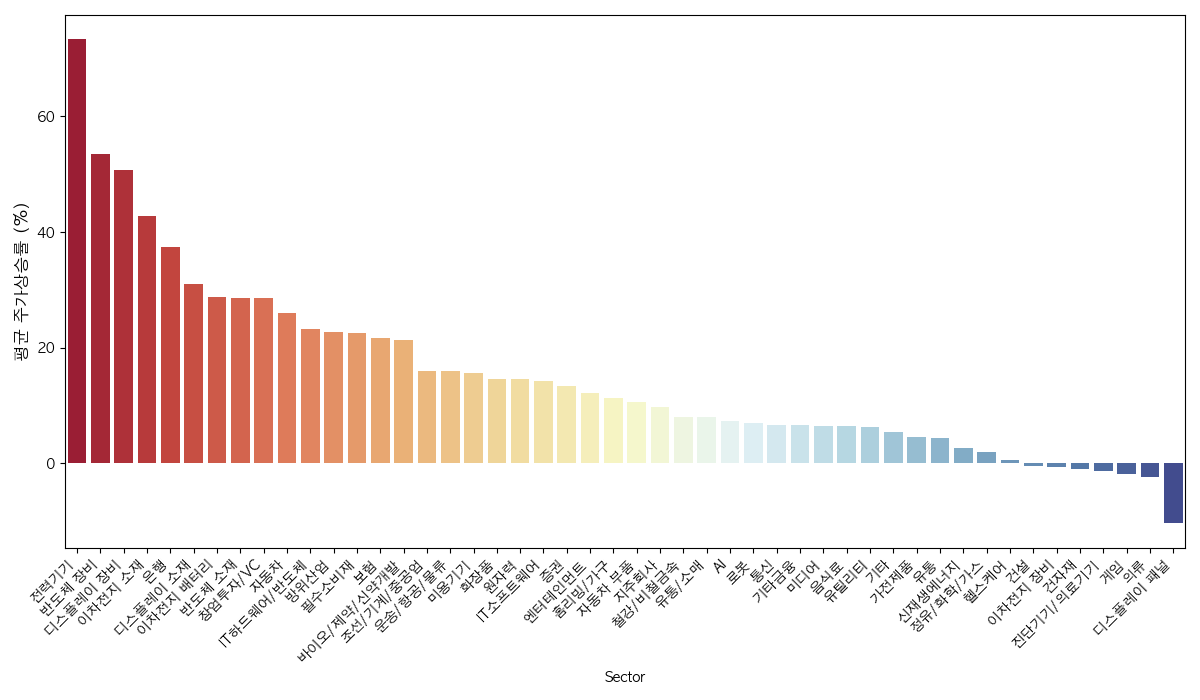 평균 주가상승률 (%)
60
40
20
0
전력기기
반도체 장비
디스플레이 장비
이차전지 소재
은행
디스플레이 소재
이차전지 배터리
반도체 소재
창업투자/VC
자동차
IT하드웨어/반도체
방위산업
필수소비재
보험
바이오/제약/신약개발
조선/기계/중공업
운송/항공/물류
미용기기
화장품
원자력
IT소프트웨어
증권
엔터테인먼트
홈리빙/가구
자동차 부품
지주회사
철강/비철금속
유통/소매
AI
로봇
통신
기타금융
미디어
음식료
유틸리티
기타
가전제품
유통
신재생에너지
정유/화학/가스
헬스케어
건설
이차전지 장비
건자재
진단기기/의료기기
게임
의류
디스플레이 패널
Sector